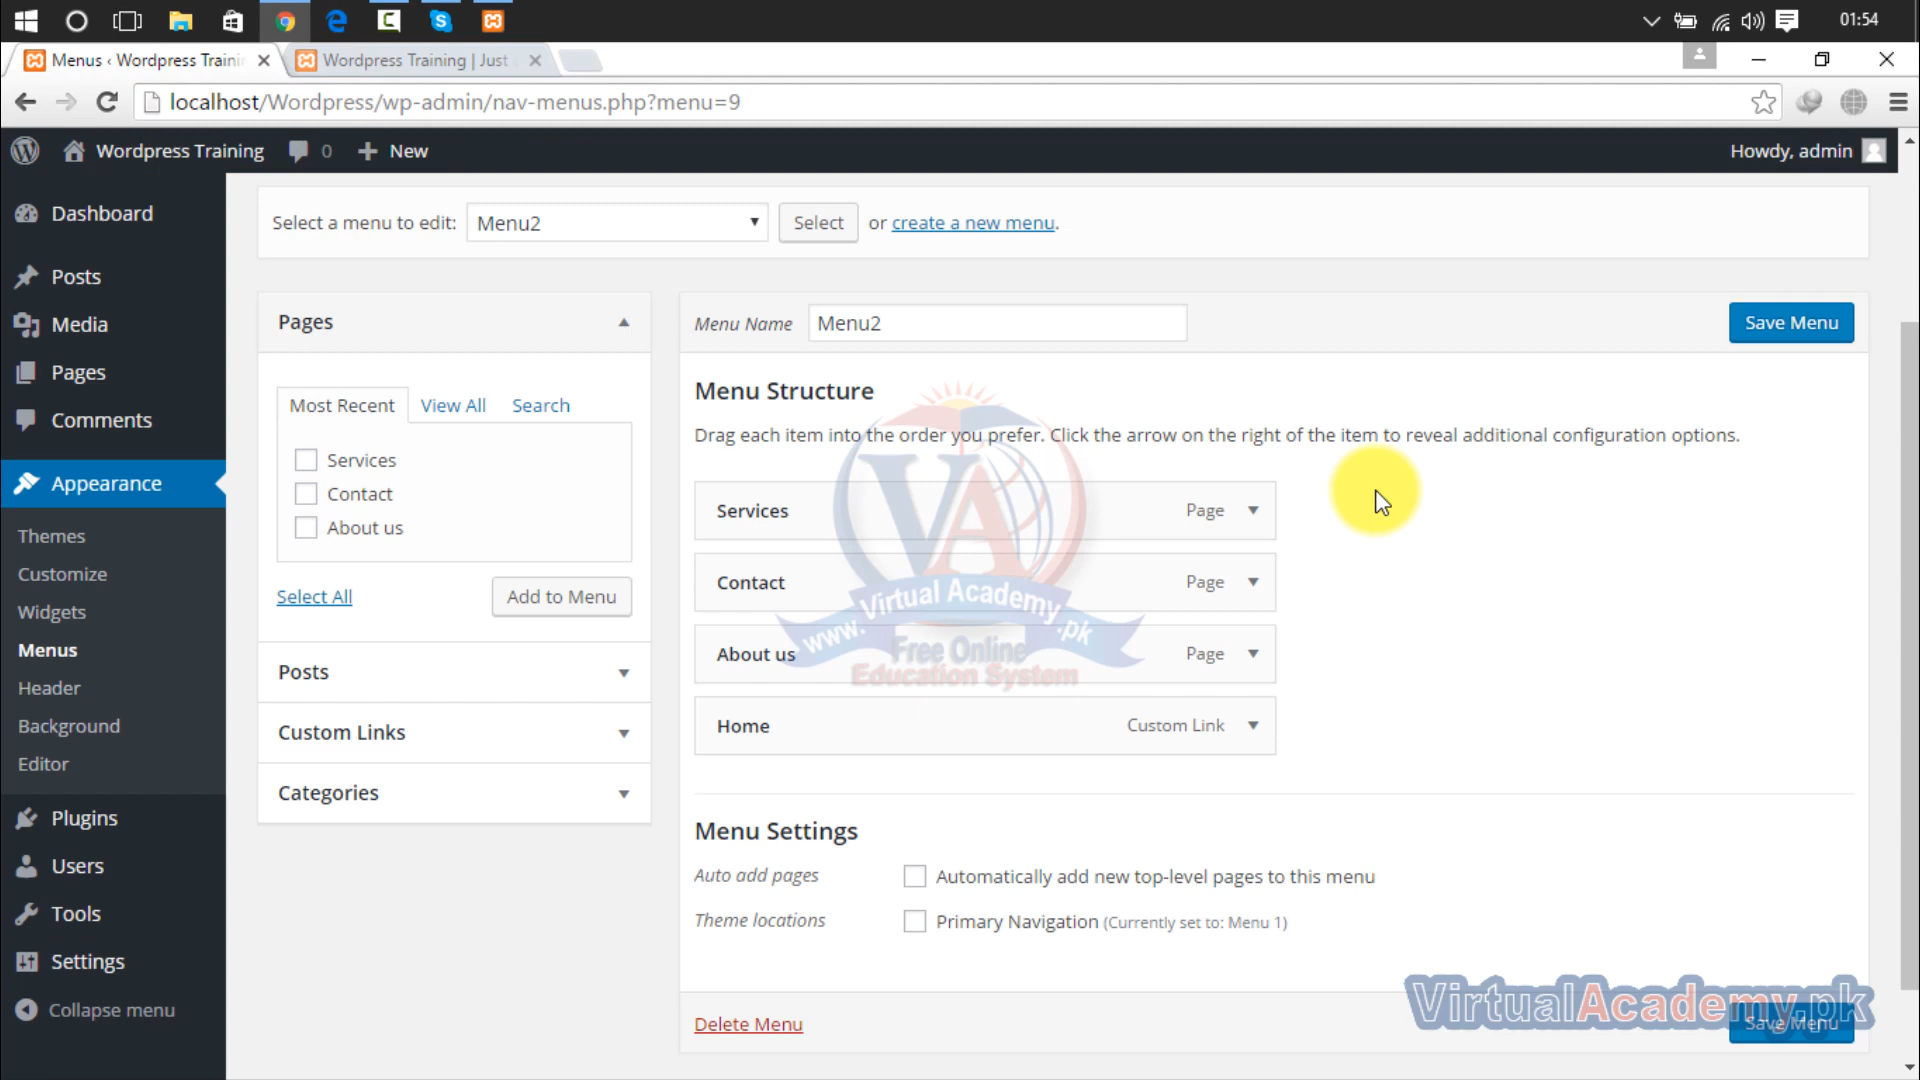 01:54
Menus ‹ Wordpress Trainin
Wordpress Training | Just
localhost/Wordpress/wp-admin/nav-menus.php?menu=9
Wordpress Training 0 New
Howdy, admin
Dashboard
Posts
Media
Pages
Comments
Appearance
Themes
Customize
Widgets
Menus
Header
Background
Editor
Plugins
Users
Tools
Settings
Collapse menu
Select a menu to edit: Menu2 Select or create a new menu.
Pages
Most Recent View All Search
Services
Contact
About us
Select All Add to Menu
Posts
Custom Links
Categories
Menu Name Menu2 Save Menu
Menu Structure
Drag each item into the order you prefer. Click the arrow on the right of the item to reveal additional configuration options.
Services Page
Contact Page
About us Page
Home Custom Link
VA
www.Virtual Academy.pk
Free Online
Education System
Menu Settings
Auto add pages Automatically add new top-level pages to this menu
Theme locations Primary Navigation (Currently set to: Menu 1)
Delete Menu Save Menu
VirtualAcademy.pk